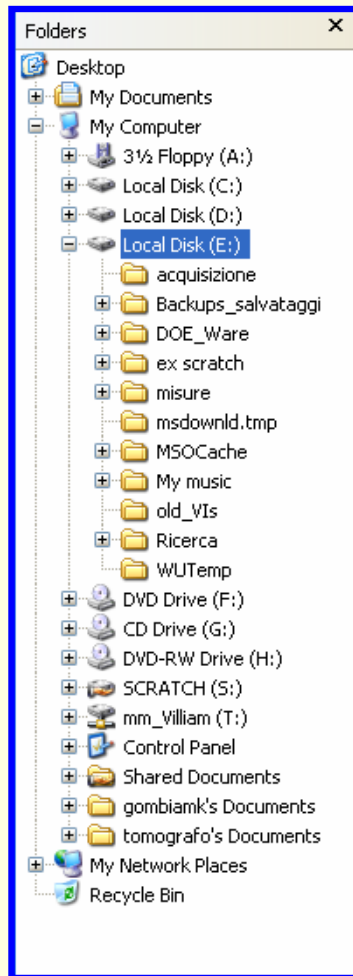 Folders
Desktop
My Documents
My Computer
3½ Floppy (A:)
Local Disk (C:)
Local Disk (D:)
Local Disk (E:)
acquisizione
Backups_salvataggi
DOE_Ware
ex scratch
misure
msdownld.tmp
MSOCache
My music
old_VIs
Ricerca
WUTemp
DVD Drive (F:)
CD Drive (G:)
DVD-RW Drive (H:)
SCRATCH (S:)
mm_Villiam (T:)
Control Panel
Shared Documents
gombiamk's Documents
tomografo's Documents
My Network Places
Recycle Bin